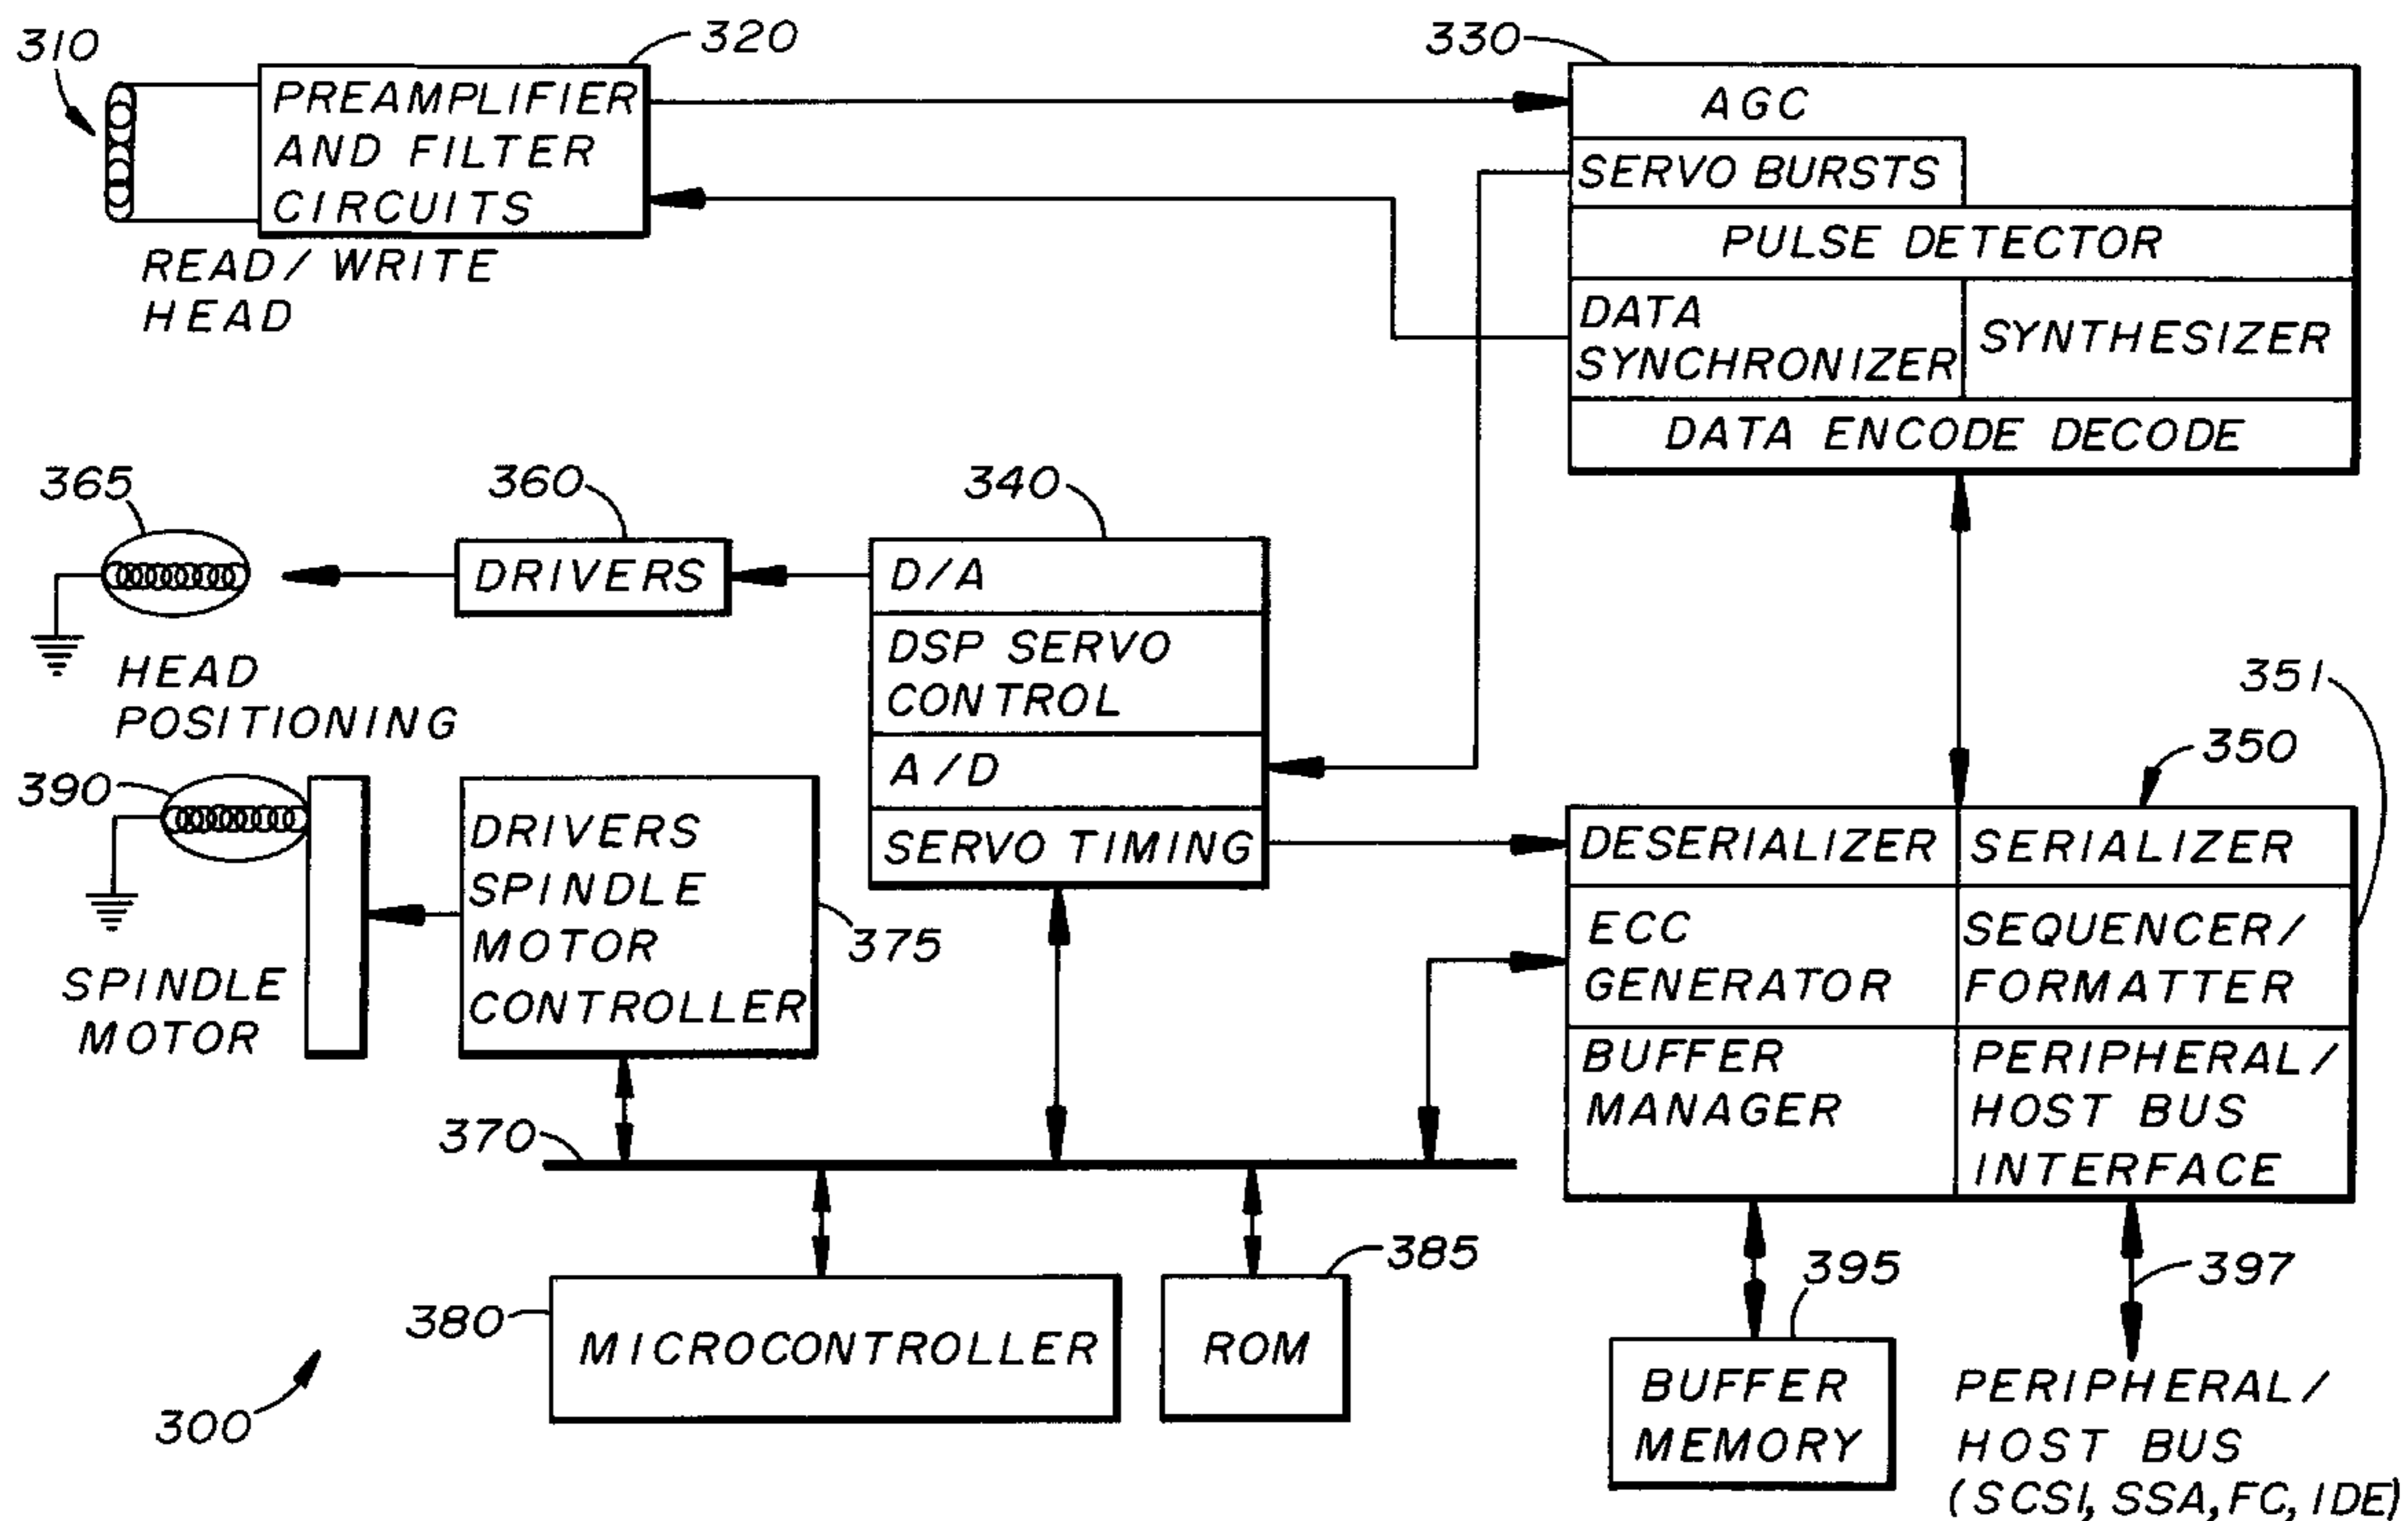 310
320
PREAMPLIFIER
AND FILTER
CIRCUITS
READ/WRITE
HEAD
330
AGC
SERVO BURSTS
PULSE DETECTOR
DATA
SYNCHRONIZER
SYNTHESIZER
DATA ENCODE DECODE
365
HEAD
POSITIONING
360
DRIVERS
340
D/A
DSP SERVO
CONTROL
A/D
SERVO TIMING
390
SPINDLE
MOTOR
DRIVERS
SPINDLE
MOTOR
CONTROLLER
375
351
350
DESERIALIZER
SERIALIZER
ECC
GENERATOR
SEQUENCER/
FORMATTER
BUFFER
MANAGER
PERIPHERAL/
HOST BUS
INTERFACE
370
380
MICROCONTROLLER
385
ROM
395
BUFFER
MEMORY
397
PERIPHERAL/
HOST BUS
(SCSI, SSA, FC, IDE)
300